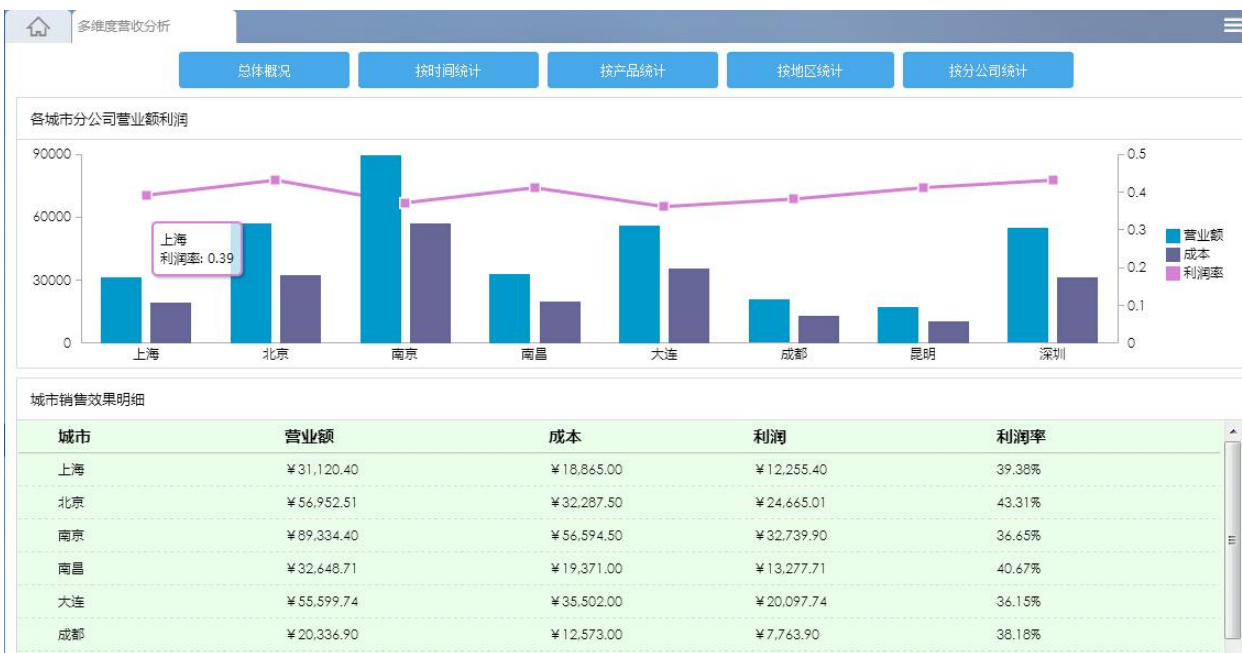 多维度营收分析
总体概况 按时间统计 按产品统计 按地区统计 按分公司统计
各城市分公司营业额利润
90000
60000
30000
0
0.5
0.4
0.3
0.2
0.1
0
上海
利润率: 0.39
营业额
成本
利润率
上海 北京 南京 南昌 大连 成都 昆明 深圳
城市销售效果明细
城市 营业额 成本 利润 利润率
上海 ¥31,120.40 ¥18,865.00 ¥12,255.40 39.38%
北京 ¥56,952.51 ¥32,287.50 ¥24,665.01 43.31%
南京 ¥89,334.40 ¥56,594.50 ¥32,739.90 36.65%
南昌 ¥32,648.71 ¥19,371.00 ¥13,277.71 40.67%
大连 ¥55,599.74 ¥35,502.00 ¥20,097.74 36.15%
成都 ¥20,336.90 ¥12,573.00 ¥7,763.90 38.18%